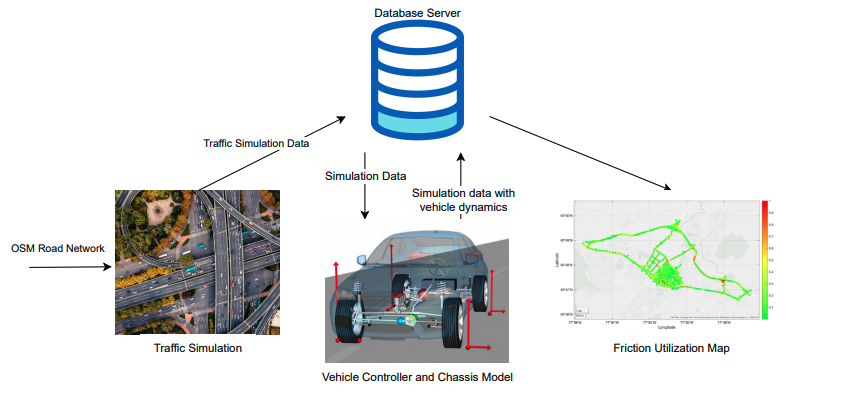 Database Server
Traffic Simulation Data
Simulation Data
Simulation data with
vehicle dynamics
OSM Road Network
Latitude
Longitude
Traffic Simulation
Friction Utilization Map
Vehicle Controller and Chassis Model